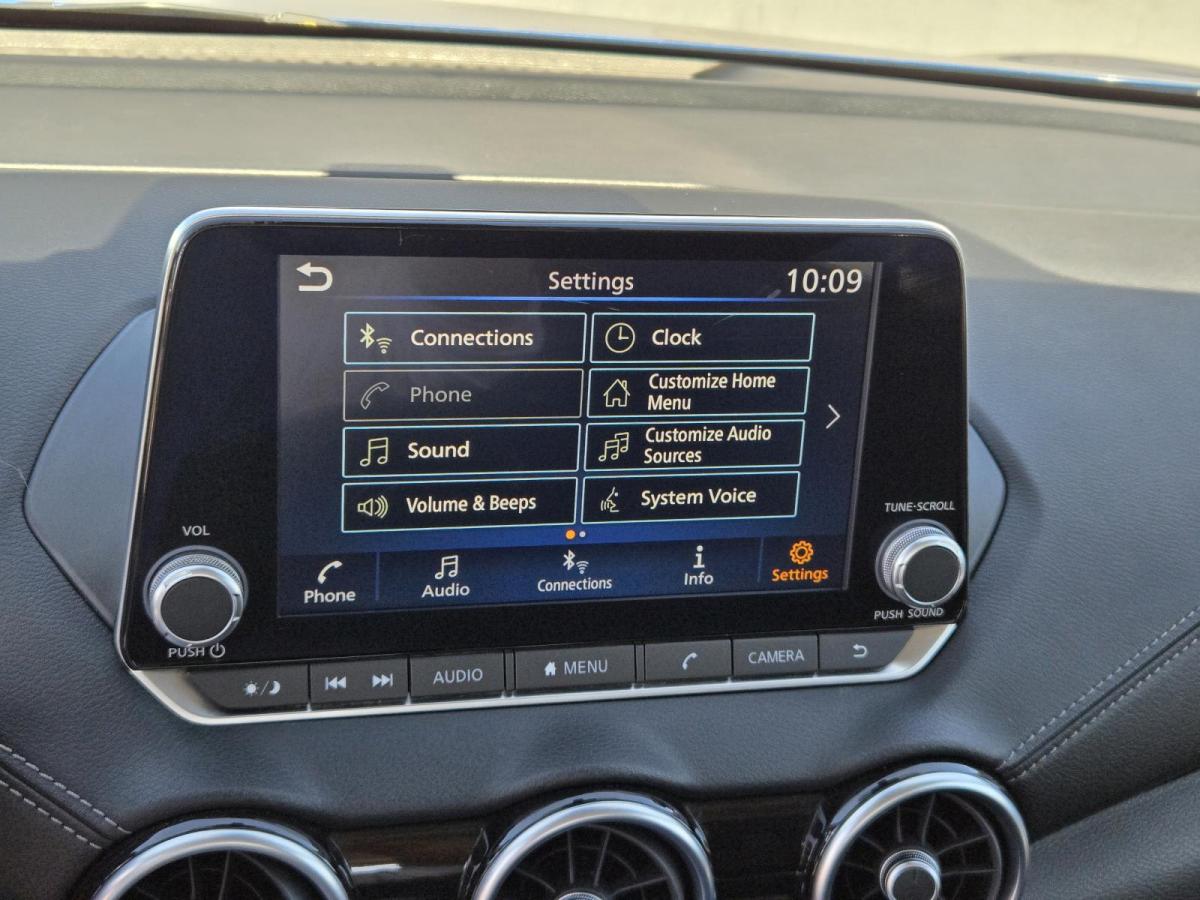 Settings
10:09
Connections
Clock
Phone
Customize Home
Menu
Sound
Customize Audio
Sources
Volume & Beeps
System Voice
Phone
Audio
Connections
Info
Settings
VOL
PUSH
TUNE·SCROLL
PUSH SOUND
AUDIO
MENU
CAMERA